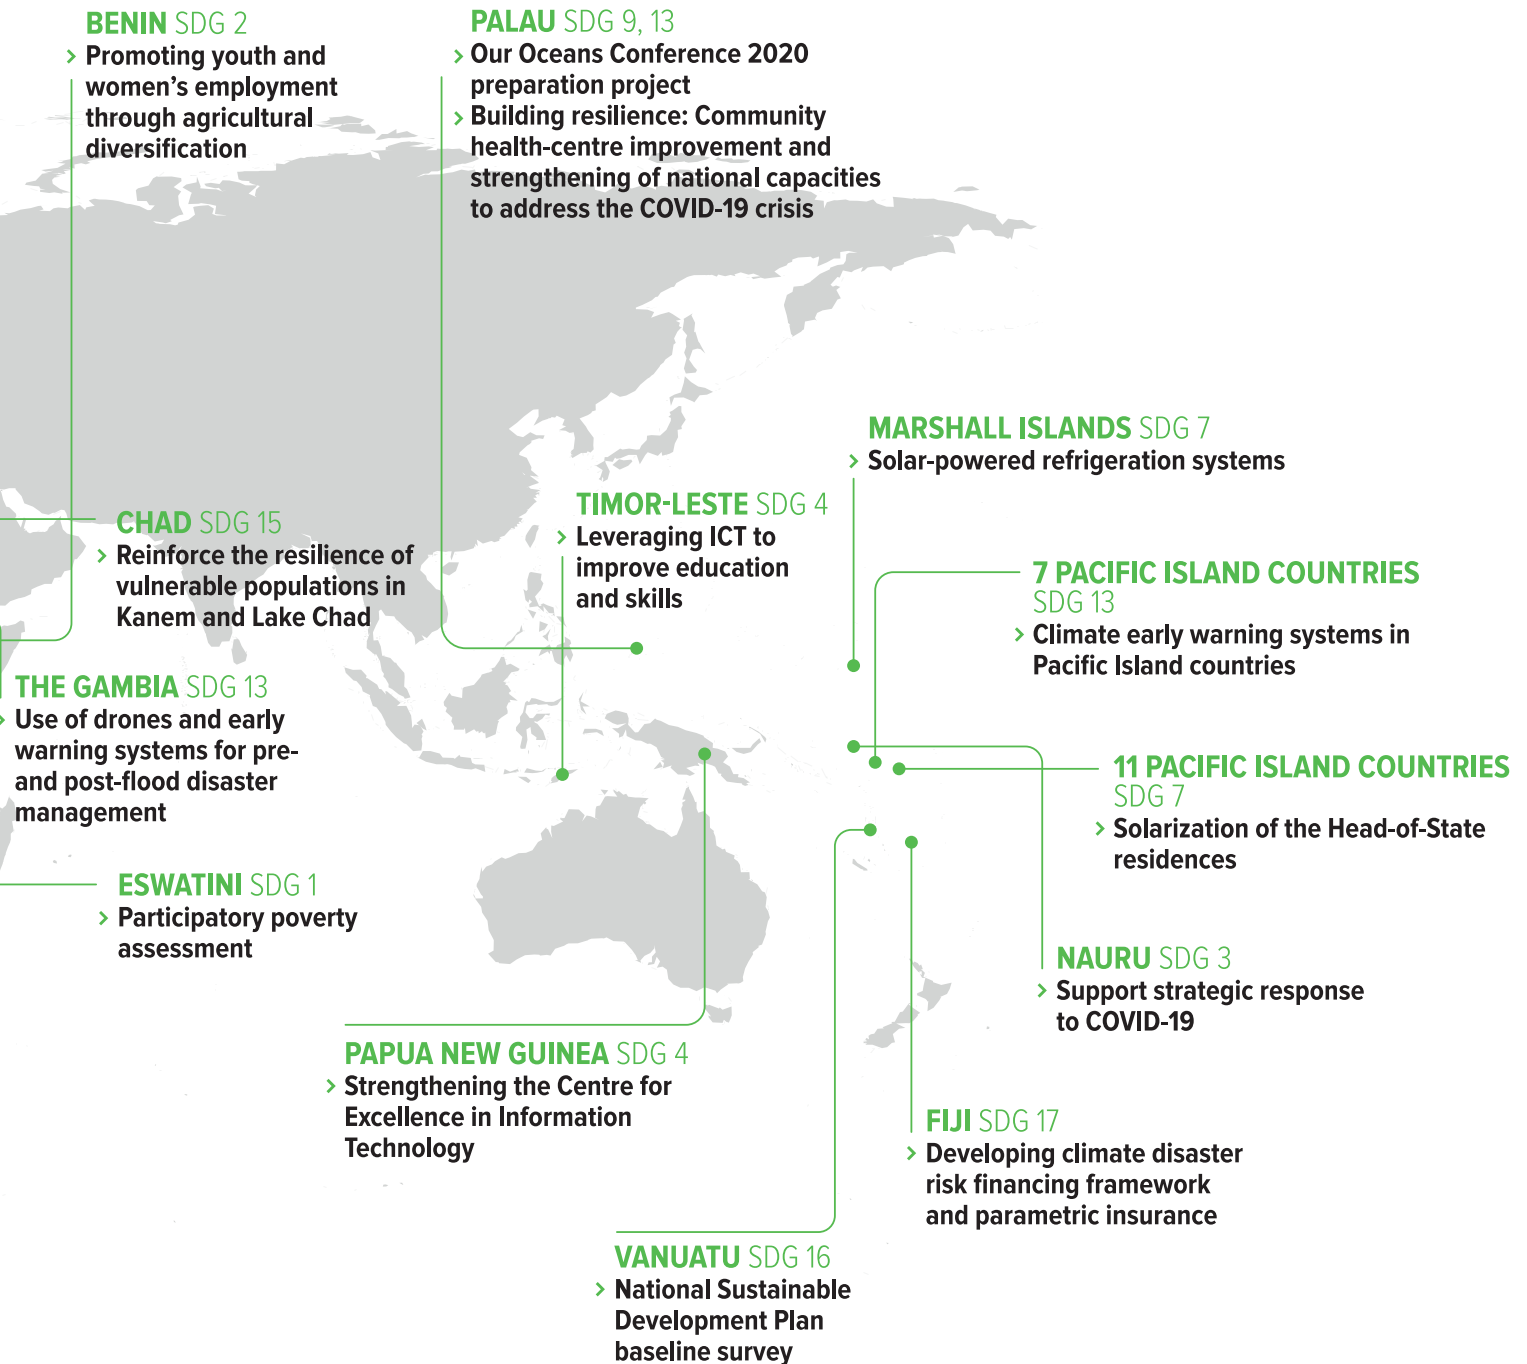 BENIN SDG 2
› Promoting youth and
women’s employment
through agricultural
diversification
PALAU SDG 9, 13
› Our Oceans Conference 2020
preparation project
› Building resilience: Community
health-centre improvement and
strengthening of national capacities
to address the COVID-19 crisis
MARSHALL ISLANDS SDG 7
› Solar-powered refrigeration systems
TIMOR-LESTE SDG 4
› Leveraging ICT to
improve education
and skills
CHAD SDG 15
› Reinforce the resilience of
vulnerable populations in
Kanem and Lake Chad
7 PACIFIC ISLAND COUNTRIES
SDG 13
› Climate early warning systems in
Pacific Island countries
THE GAMBIA SDG 13
› Use of drones and early
warning systems for pre-
and post-flood disaster
management
11 PACIFIC ISLAND COUNTRIES
SDG 7
› Solarization of the Head-of-State
residences
ESWATINI SDG 1
› Participatory poverty
assessment
NAURU SDG 3
› Support strategic response
to COVID-19
PAPUA NEW GUINEA SDG 4
› Strengthening the Centre for
Excellence in Information
Technology
FIJI SDG 17
› Developing climate disaster
risk financing framework
and parametric insurance
VANUATU SDG 16
› National Sustainable
Development Plan
baseline survey